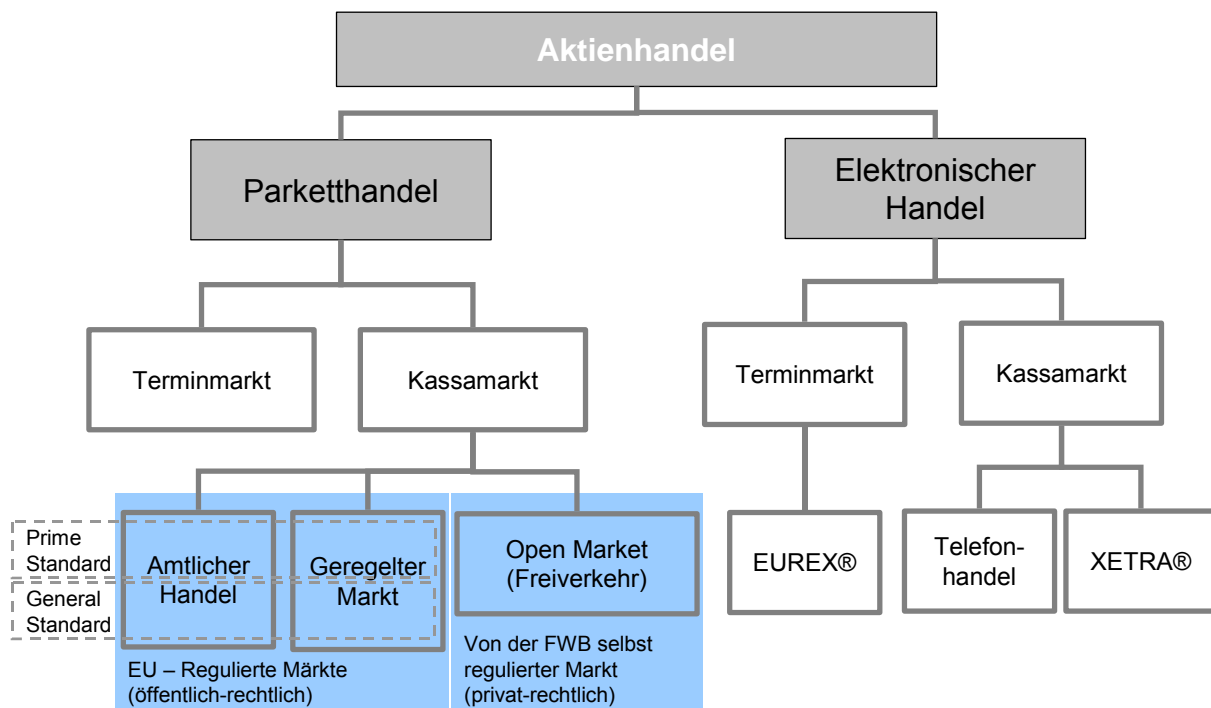 Aktienhandel
Parketthandel
Elektronischer
Handel
Terminmarkt
Kassamarkt
Terminmarkt
Kassamarkt
Prime
Standard
General
Standard
Amtlicher
Handel
Geregelter
Markt
Open Market
(Freiverkehr)
EUREX®
Telefon-
handel
XETRA®
EU – Regulierte Märkte
(öffentlich-rechtlich)
Von der FWB selbst
regulierter Markt
(privat-rechtlich)